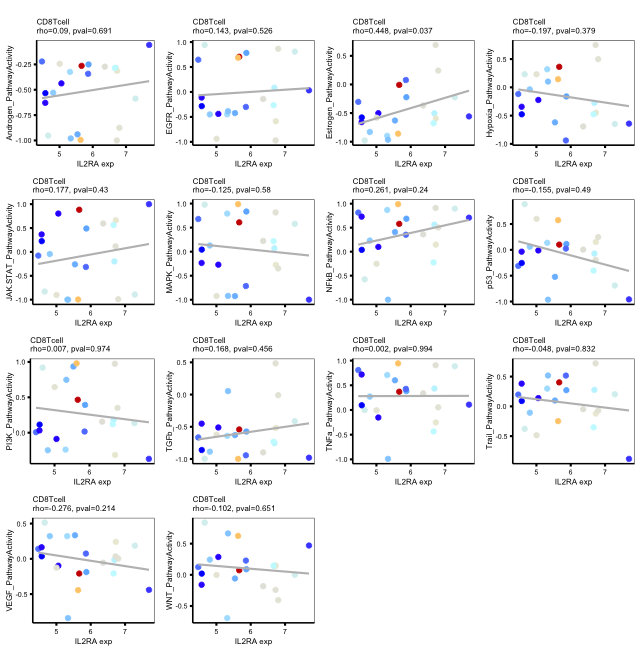 CD8Tcell
rho=0.09, pval=0.691
Androgen_PathwayActivity
-0.25
-0.50
-0.75
-1.00
5 6 7
IL2RA exp
CD8Tcell
rho=0.143, pval=0.526
EGFR_PathwayActivity
1.0
0.5
0.0
-0.5
-1.0
5 6 7
IL2RA exp
CD8Tcell
rho=0.448, pval=0.037
Estrogen_PathwayActivity
0.5
0.0
-0.5
-1.0
5 6 7
IL2RA exp
CD8Tcell
rho=-0.197, pval=0.379
Hypoxia_PathwayActivity
0.5
0.0
-0.5
-1.0
5 6 7
IL2RA exp
CD8Tcell
rho=0.177, pval=0.43
JAK-STAT_PathwayActivity
1.0
0.5
0.0
-0.5
-1.0
5 6 7
IL2RA exp
CD8Tcell
rho=-0.125, pval=0.58
MAPK_PathwayActivity
1.0
0.5
0.0
-0.5
-1.0
5 6 7
IL2RA exp
CD8Tcell
rho=0.261, pval=0.24
NFkB_PathwayActivity
1.0
0.5
0.0
-0.5
-1.0
5 6 7
IL2RA exp
CD8Tcell
rho=-0.155, pval=0.49
p53_PathwayActivity
0.5
0.0
-0.5
-1.0
5 6 7
IL2RA exp
CD8Tcell
rho=0.007, pval=0.974
PI3K_PathwayActivity
1.0
0.5
0.0
5 6 7
IL2RA exp
CD8Tcell
rho=0.168, pval=0.456
TGFb_PathwayActivity
0.5
0.0
-0.5
-1.0
5 6 7
IL2RA exp
CD8Tcell
rho=0.002, pval=0.994
TNFa_PathwayActivity
1.0
0.5
0.0
-0.5
-1.0
5 6 7
IL2RA exp
CD8Tcell
rho=-0.048, pval=0.832
Trail_PathwayActivity
0.5
0.0
-0.5
5 6 7
IL2RA exp
CD8Tcell
rho=-0.276, pval=0.214
VEGF_PathwayActivity
0.5
0.0
-0.5
5 6 7
IL2RA exp
CD8Tcell
rho=-0.102, pval=0.651
WNT_PathwayActivity
0.5
0.0
-0.5
5 6 7
IL2RA exp